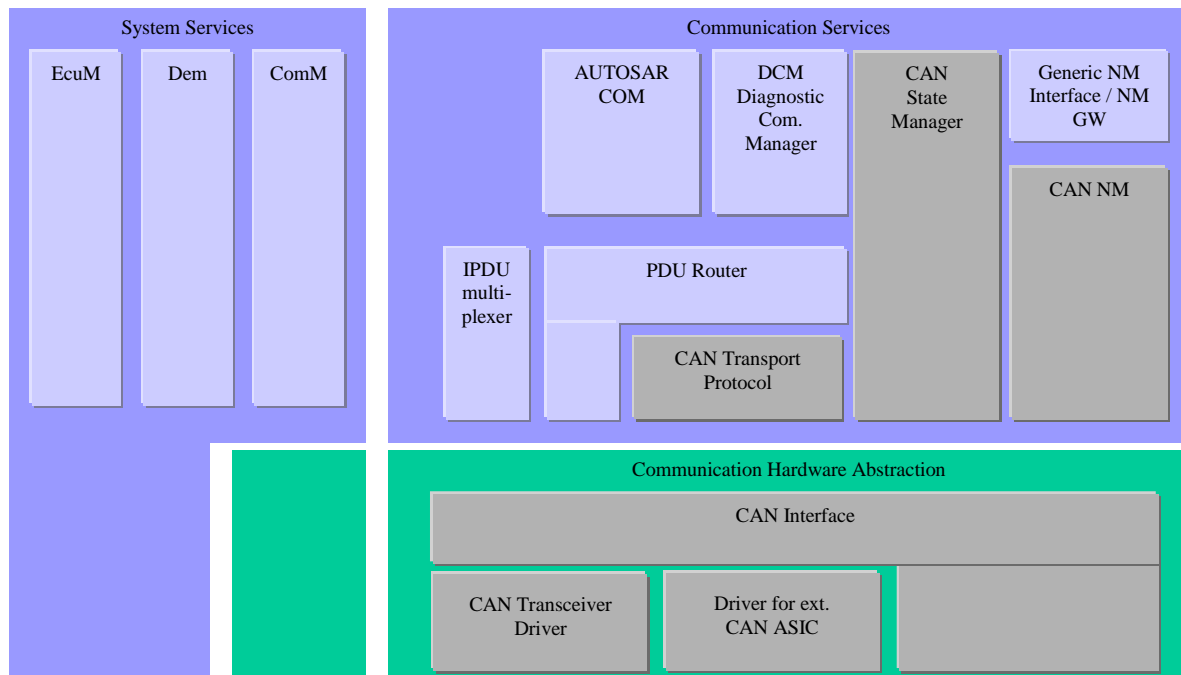 System Services
EcuM
Dem
ComM
Communication Services
AUTOSAR
COM
DCM
Diagnostic
Com.
Manager
CAN
State
Manager
Generic NM
Interface / NM
GW
CAN NM
IPDU
multi-
plexer
PDU Router
CAN Transport
Protocol
Communication Hardware Abstraction
CAN Interface
CAN Transceiver
Driver
Driver for ext.
CAN ASIC